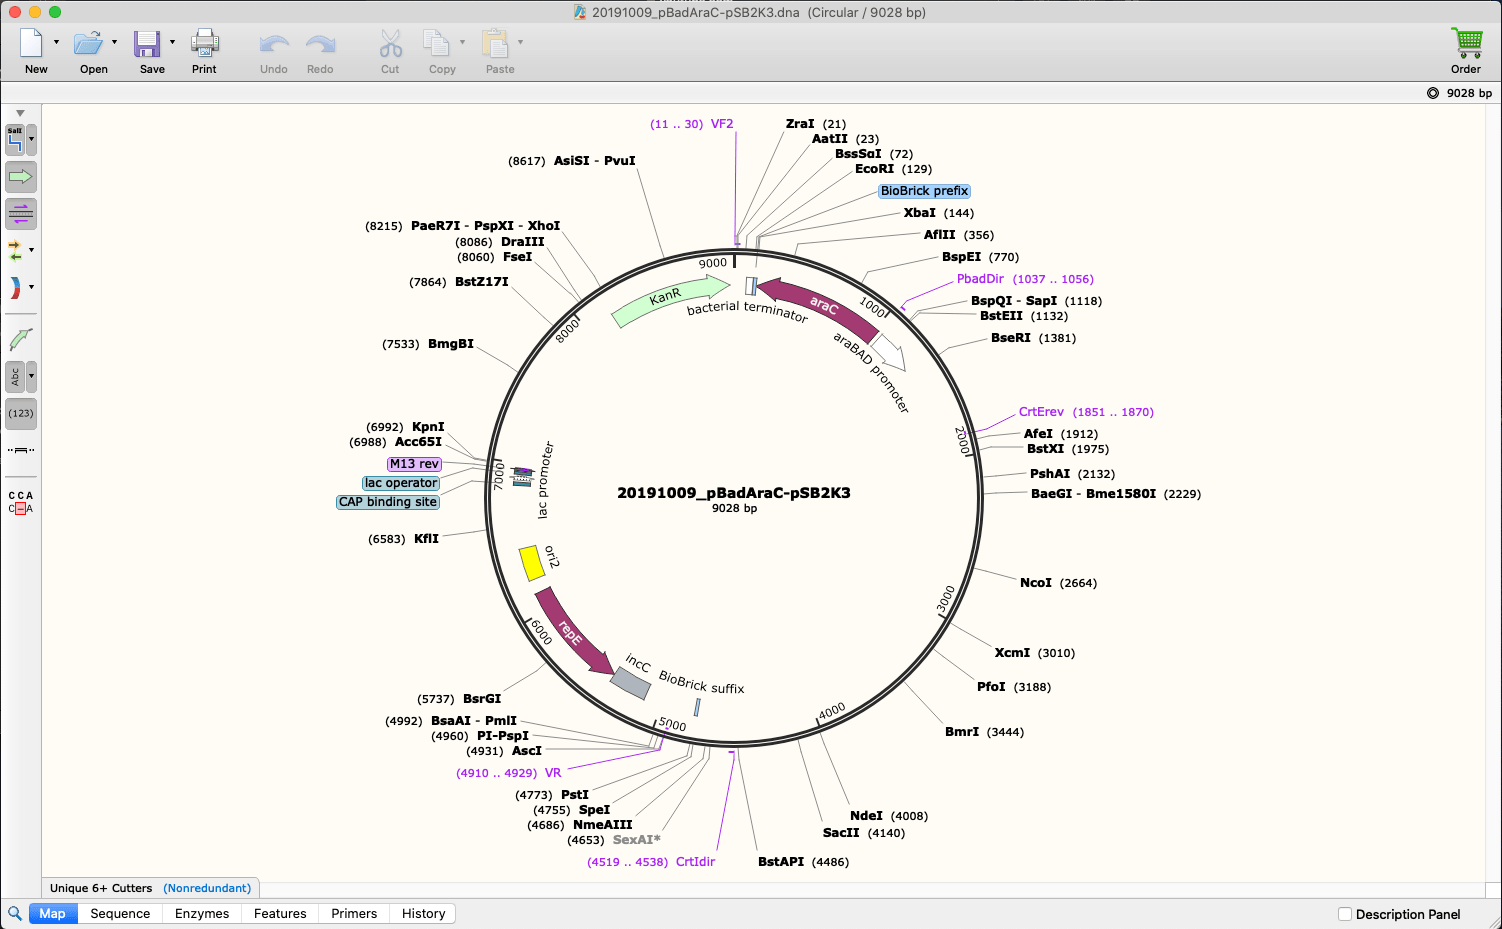 20191009_pBadAraC-pSB2K3.dna (Circular / 9028 bp)
New Open Save Print Undo Redo Cut Copy Paste Order
9028 bp
SalI
Abc
(123)
CCA
C–A
(11 .. 30) VF2
ZraI (21)
AatII (23)
BssSαI (72)
EcoRI (129)
BioBrick prefix
XbaI (144)
AflII (356)
BspEI (770)
PbadDir (1037 .. 1056)
BspQI - SapI (1118)
BstEII (1132)
BseRI (1381)
CrtErev (1851 .. 1870)
AfeI (1912)
BstXI (1975)
PshAI (2132)
BaeGI - Bme1580I (2229)
NcoI (2664)
XcmI (3010)
PfoI (3188)
BmrI (3444)
NdeI (4008)
SacII (4140)
BstAPI (4486)
(4519 .. 4538) CrtIdir
(4653) SexAI*
(4686) NmeAIII
(4755) SpeI
(4773) PstI
(4910 .. 4929) VR
(4931) AscI
(4960) PI-PspI
(4992) BsaAI - PmlI
(5737) BsrGI
(6583) KflI
CAP binding site
lac operator
M13 rev
(6988) Acc65I
(6992) KpnI
(7533) BmgBI
(7864) BstZ17I
(8060) FseI
(8086) DraIII
(8215) PaeR7I - PspXI - XhoI
(8617) AsiSI - PvuI
1000
2000
3000
4000
5000
6000
7000
8000
9000
KanR
bacterial terminator
araC
araBAD promoter
lac promoter
ori2
repE
incC
BioBrick suffix
20191009_pBadAraC-pSB2K3
9028 bp
Unique 6+ Cutters (Nonredundant)
Map Sequence Enzymes Features Primers History Description Panel